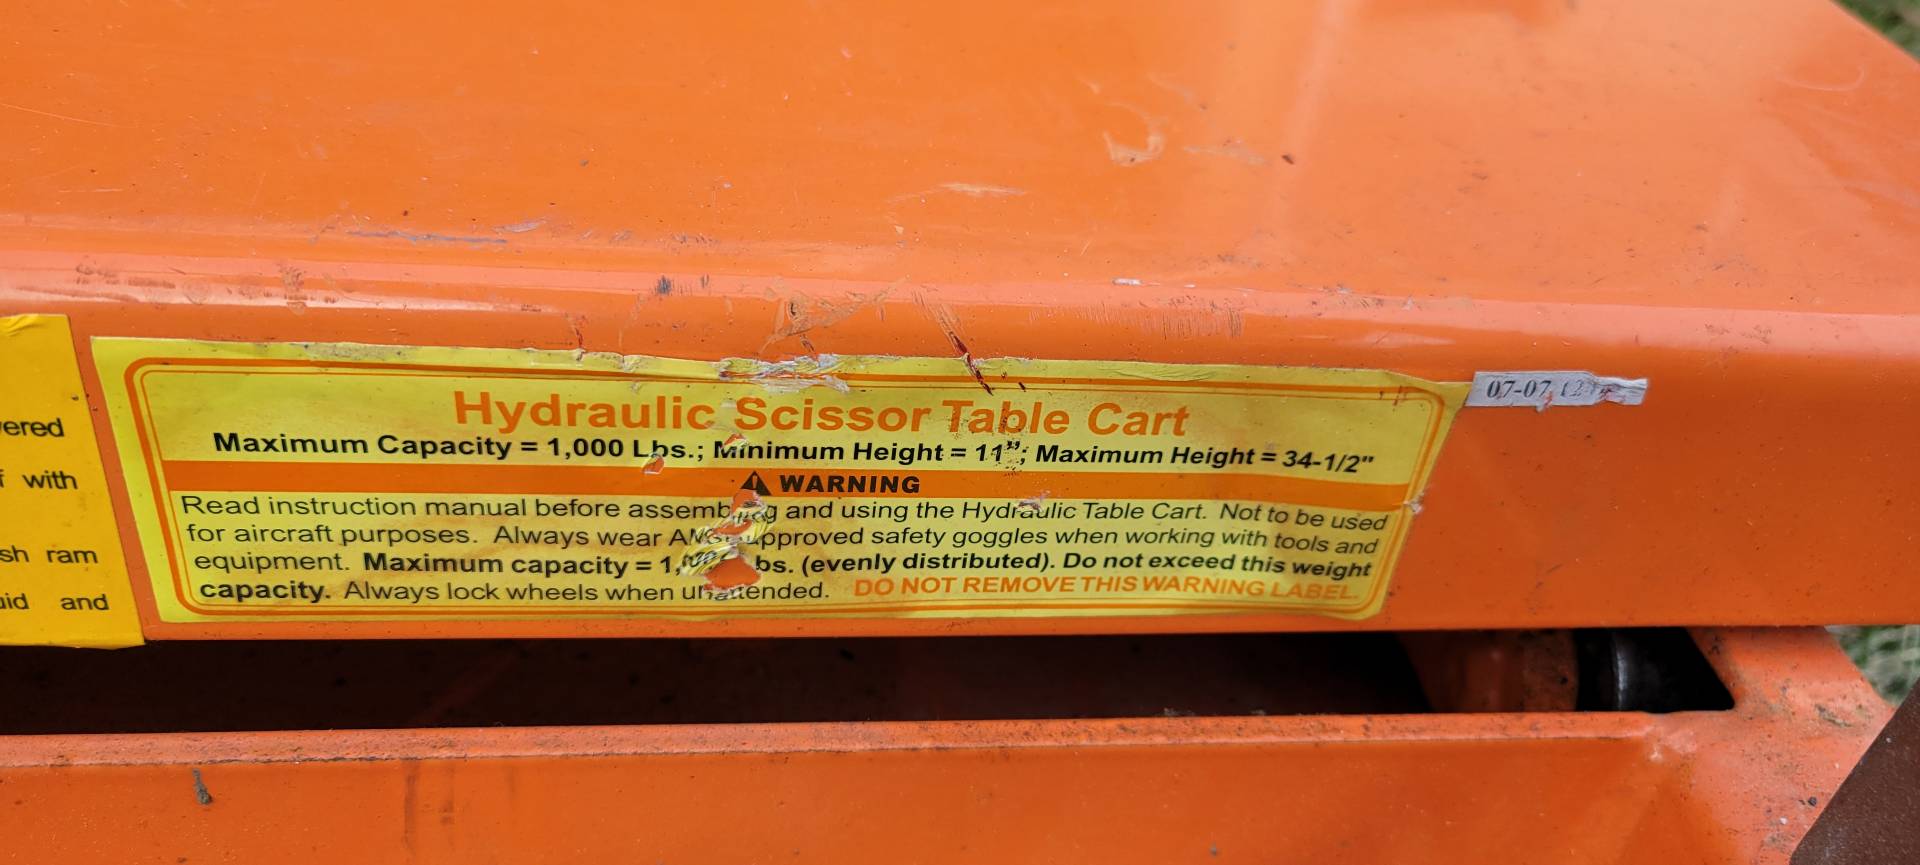 ered
with
sh ram
and
Hydraulic Scissor Table Cart
Maximum Capacity = 1,000 Lbs.; Minimum Height = 11"; Maximum Height = 34-1/2"
WARNING
Read instruction manual before assembling and using the Hydraulic Table Cart. Not to be used
for aircraft purposes. Always wear approved safety goggles when working with tools and
equipment. Maximum capacity = lbs. (evenly distributed). Do not exceed this weight
capacity. Always lock wheels when unattended. DO NOT REMOVE THIS WARNING LABEL.
07-07